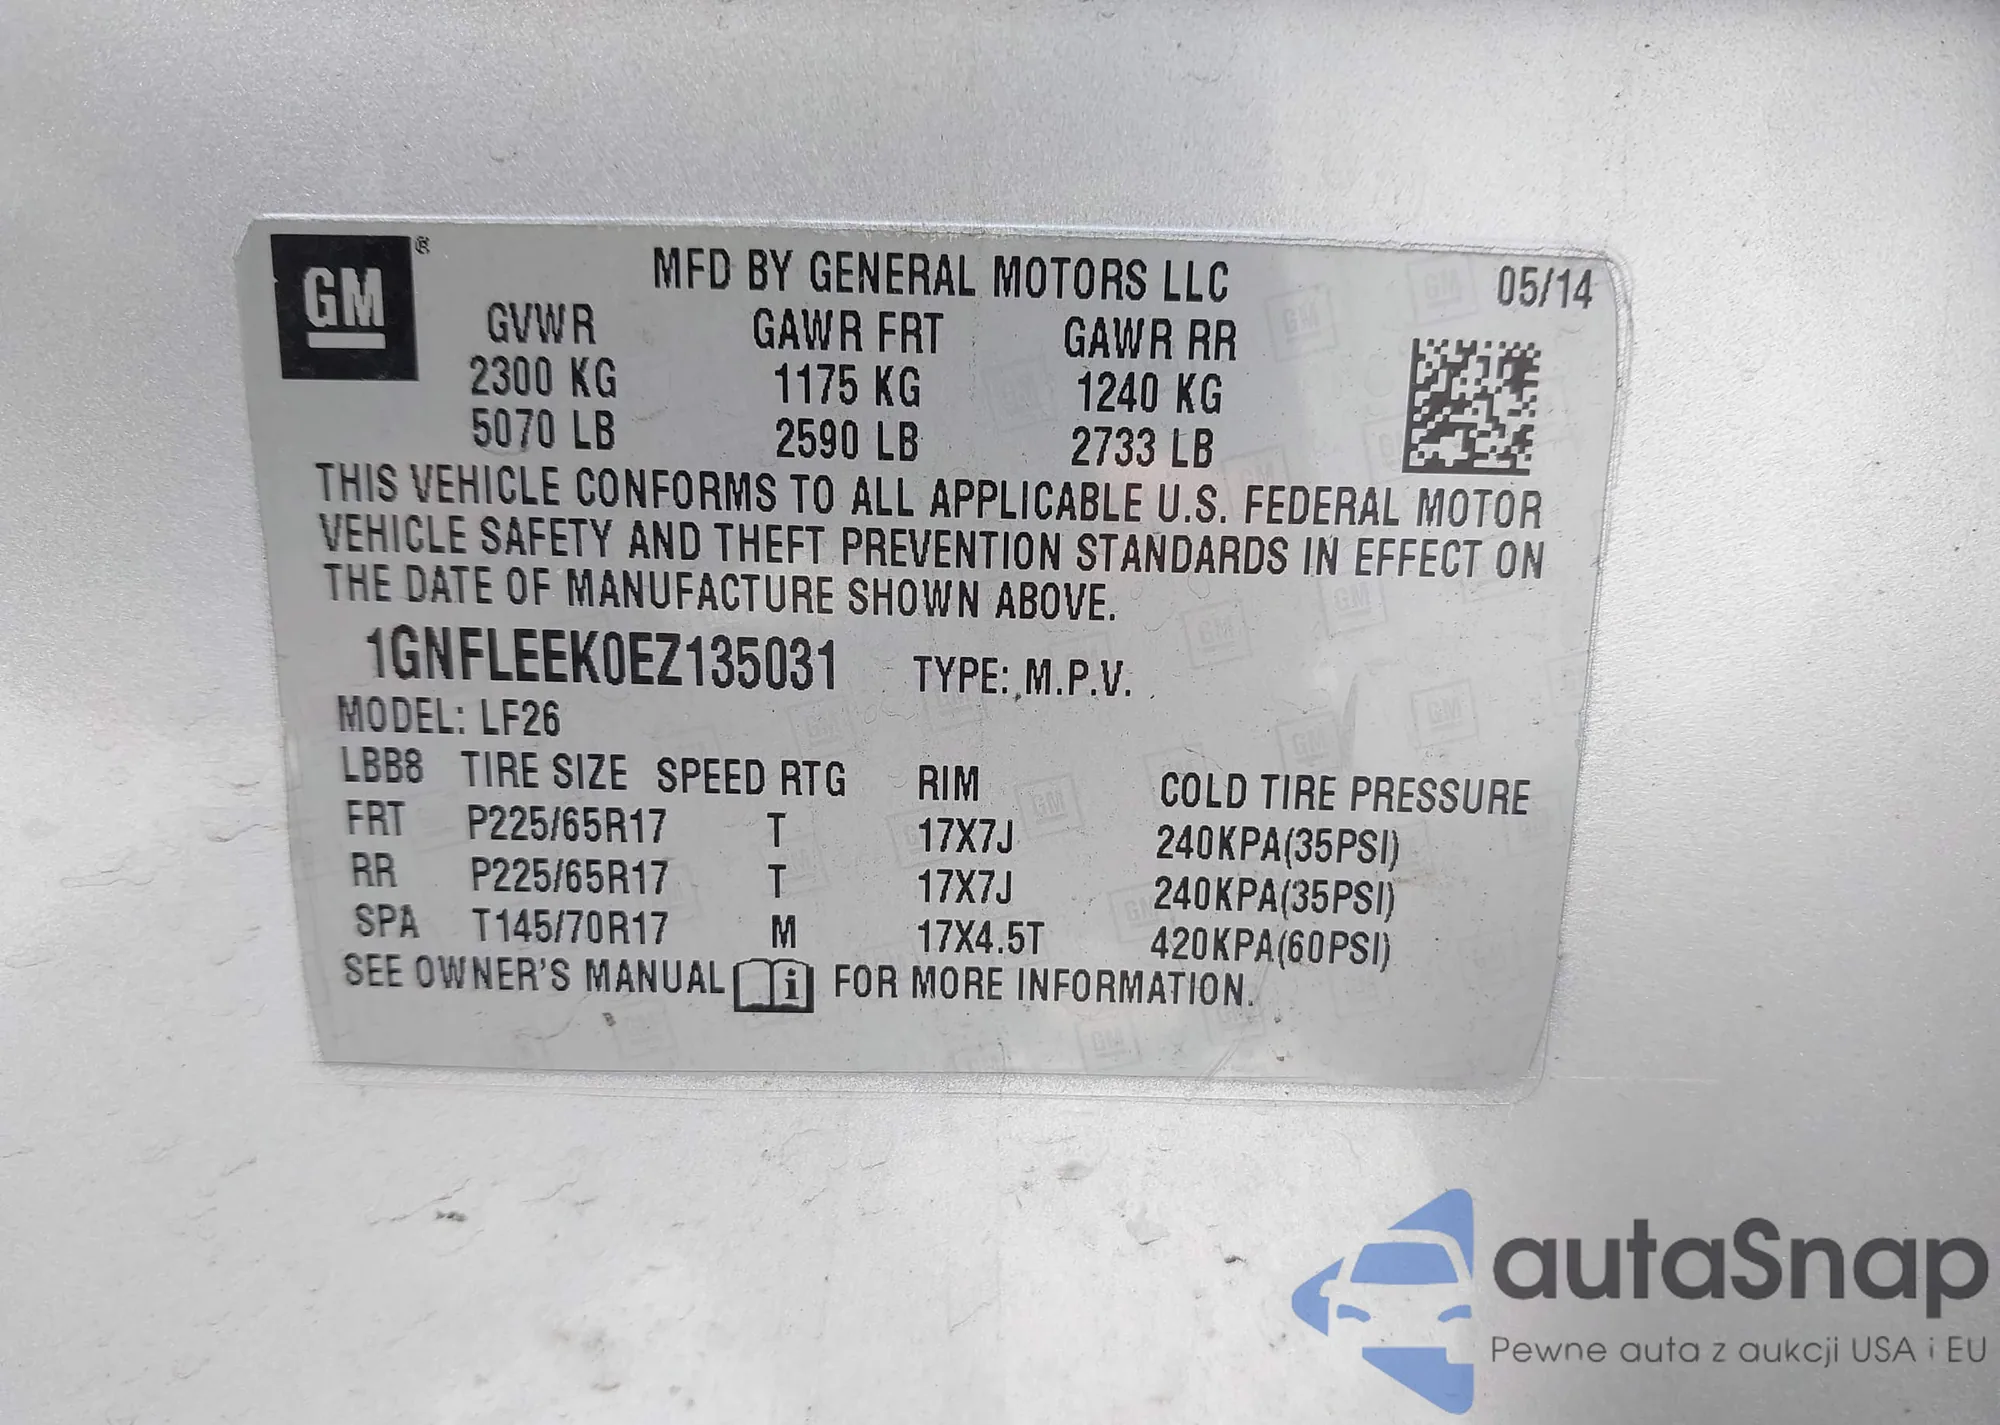 GM®
MFD BY GENERAL MOTORS LLC 05/14
GVWR GAWR FRT GAWR RR
2300 KG 1175 KG 1240 KG
5070 LB 2590 LB 2733 LB
THIS VEHICLE CONFORMS TO ALL APPLICABLE U.S. FEDERAL MOTOR
VEHICLE SAFETY AND THEFT PREVENTION STANDARDS IN EFFECT ON
THE DATE OF MANUFACTURE SHOWN ABOVE.
1GNFLEEK0EZ135031 TYPE: M.P.V.
MODEL: LF26
LBB8 TIRE SIZE SPEED RTG RIM COLD TIRE PRESSURE
FRT P225/65R17 T 17X7J 240KPA(35PSI)
RR P225/65R17 T 17X7J 240KPA(35PSI)
SPA T145/70R17 M 17X4.5T 420KPA(60PSI)
SEE OWNER'S MANUAL i FOR MORE INFORMATION.
autaSnap
Pewne auta z aukcji USA i EU